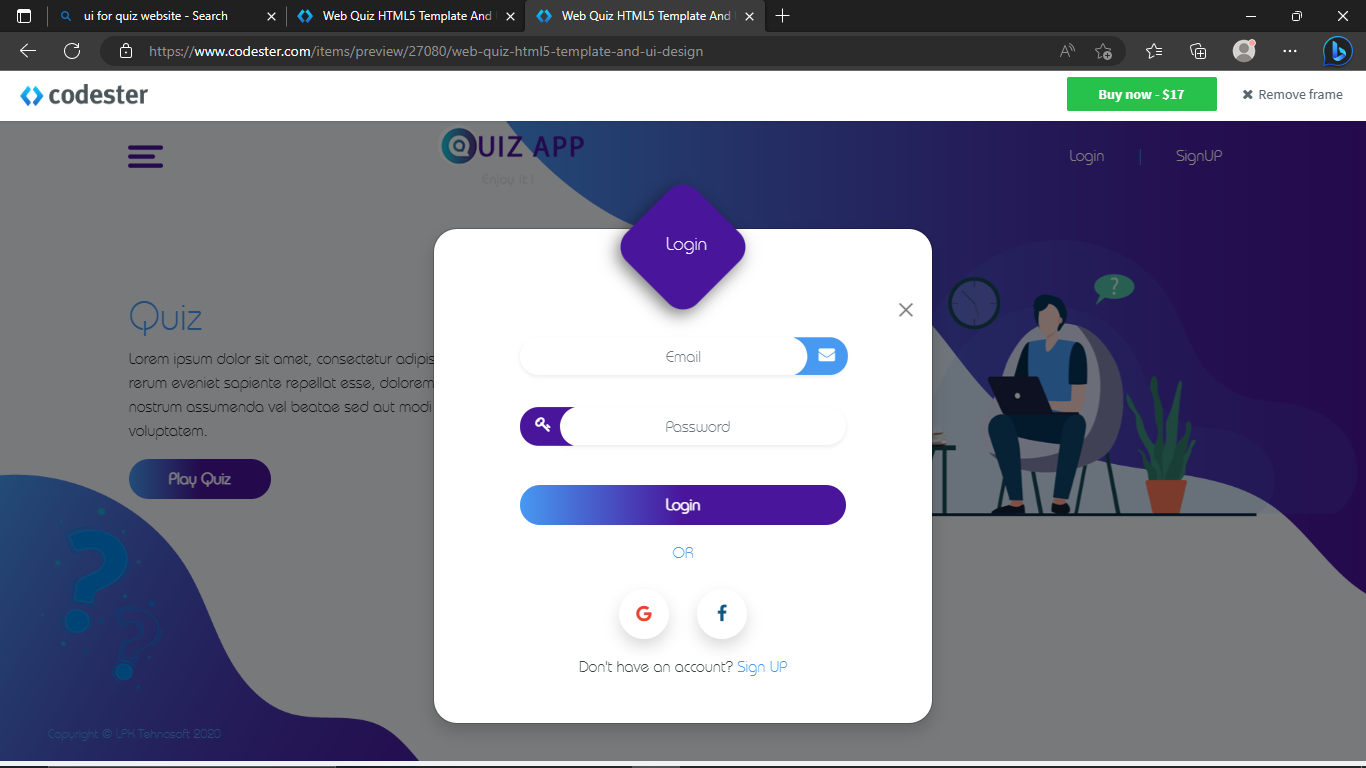 ui for quiz website - Search
Web Quiz HTML5 Template And
Web Quiz HTML5 Template And
https://www.codester.com/items/preview/27080/web-quiz-html5-template-and-ui-design
codester
Buy now - $17
Remove frame
QUIZ APP
Enjoy It !
Login
SignUP
Login
Quiz
Lorem ipsum dolor sit amet, consectetur adipis
rerum eveniet sapiente repellat esse, dolorem
nostrum assumenda vel beatae sed aut modi
voluptatem.
Play Quiz
Email
Password
Login
OR
G
f
Don't have an account? Sign UP
Copyright © LPK Tehnosoft 2020